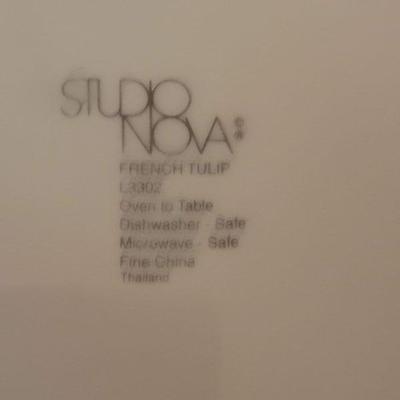 STUDIO
NOVA ©®
FRENCH TULIP
L3302
Oven to Table
Dishwasher - Safe
Microwave - Safe
Fine China
Thailand